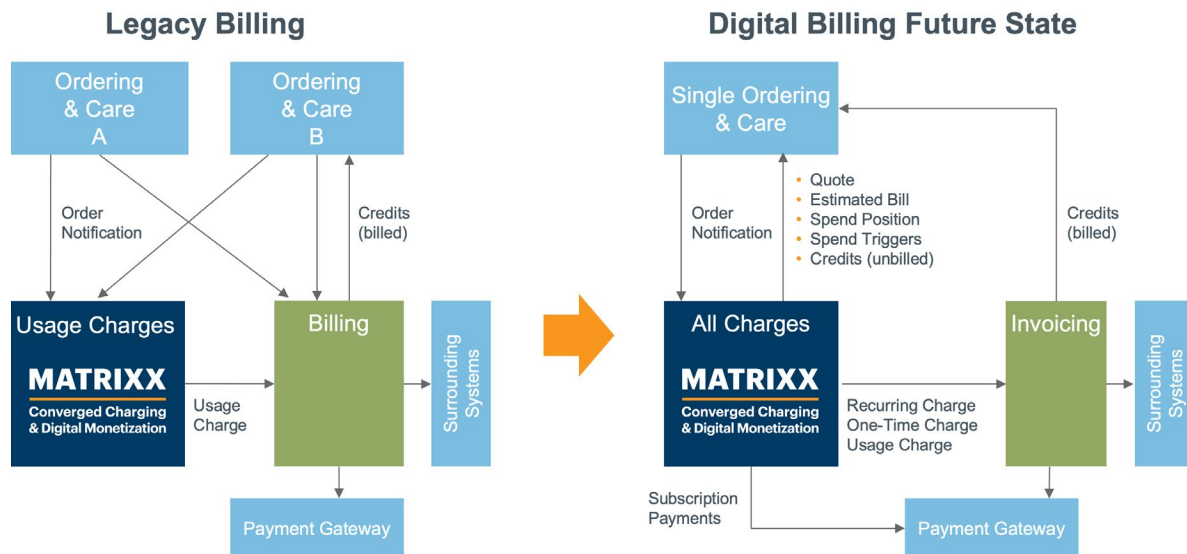 Legacy Billing
Ordering
& Care
A
Ordering
& Care
B
Order
Notification
Credits
(billed)
Usage Charges
MATRIXX
Converged Charging
& Digital Monetization
Usage
Charge
Billing
Surrounding
Systems
Payment Gateway
Digital Billing Future State
Single Ordering
& Care
Order
Notification
• Quote
• Estimated Bill
• Spend Position
• Spend Triggers
• Credits (unbilled)
Credits
(billed)
All Charges
MATRIXX
Converged Charging
& Digital Monetization
Recurring Charge
One-Time Charge
Usage Charge
Invoicing
Surrounding
Systems
Subscription
Payments
Payment Gateway